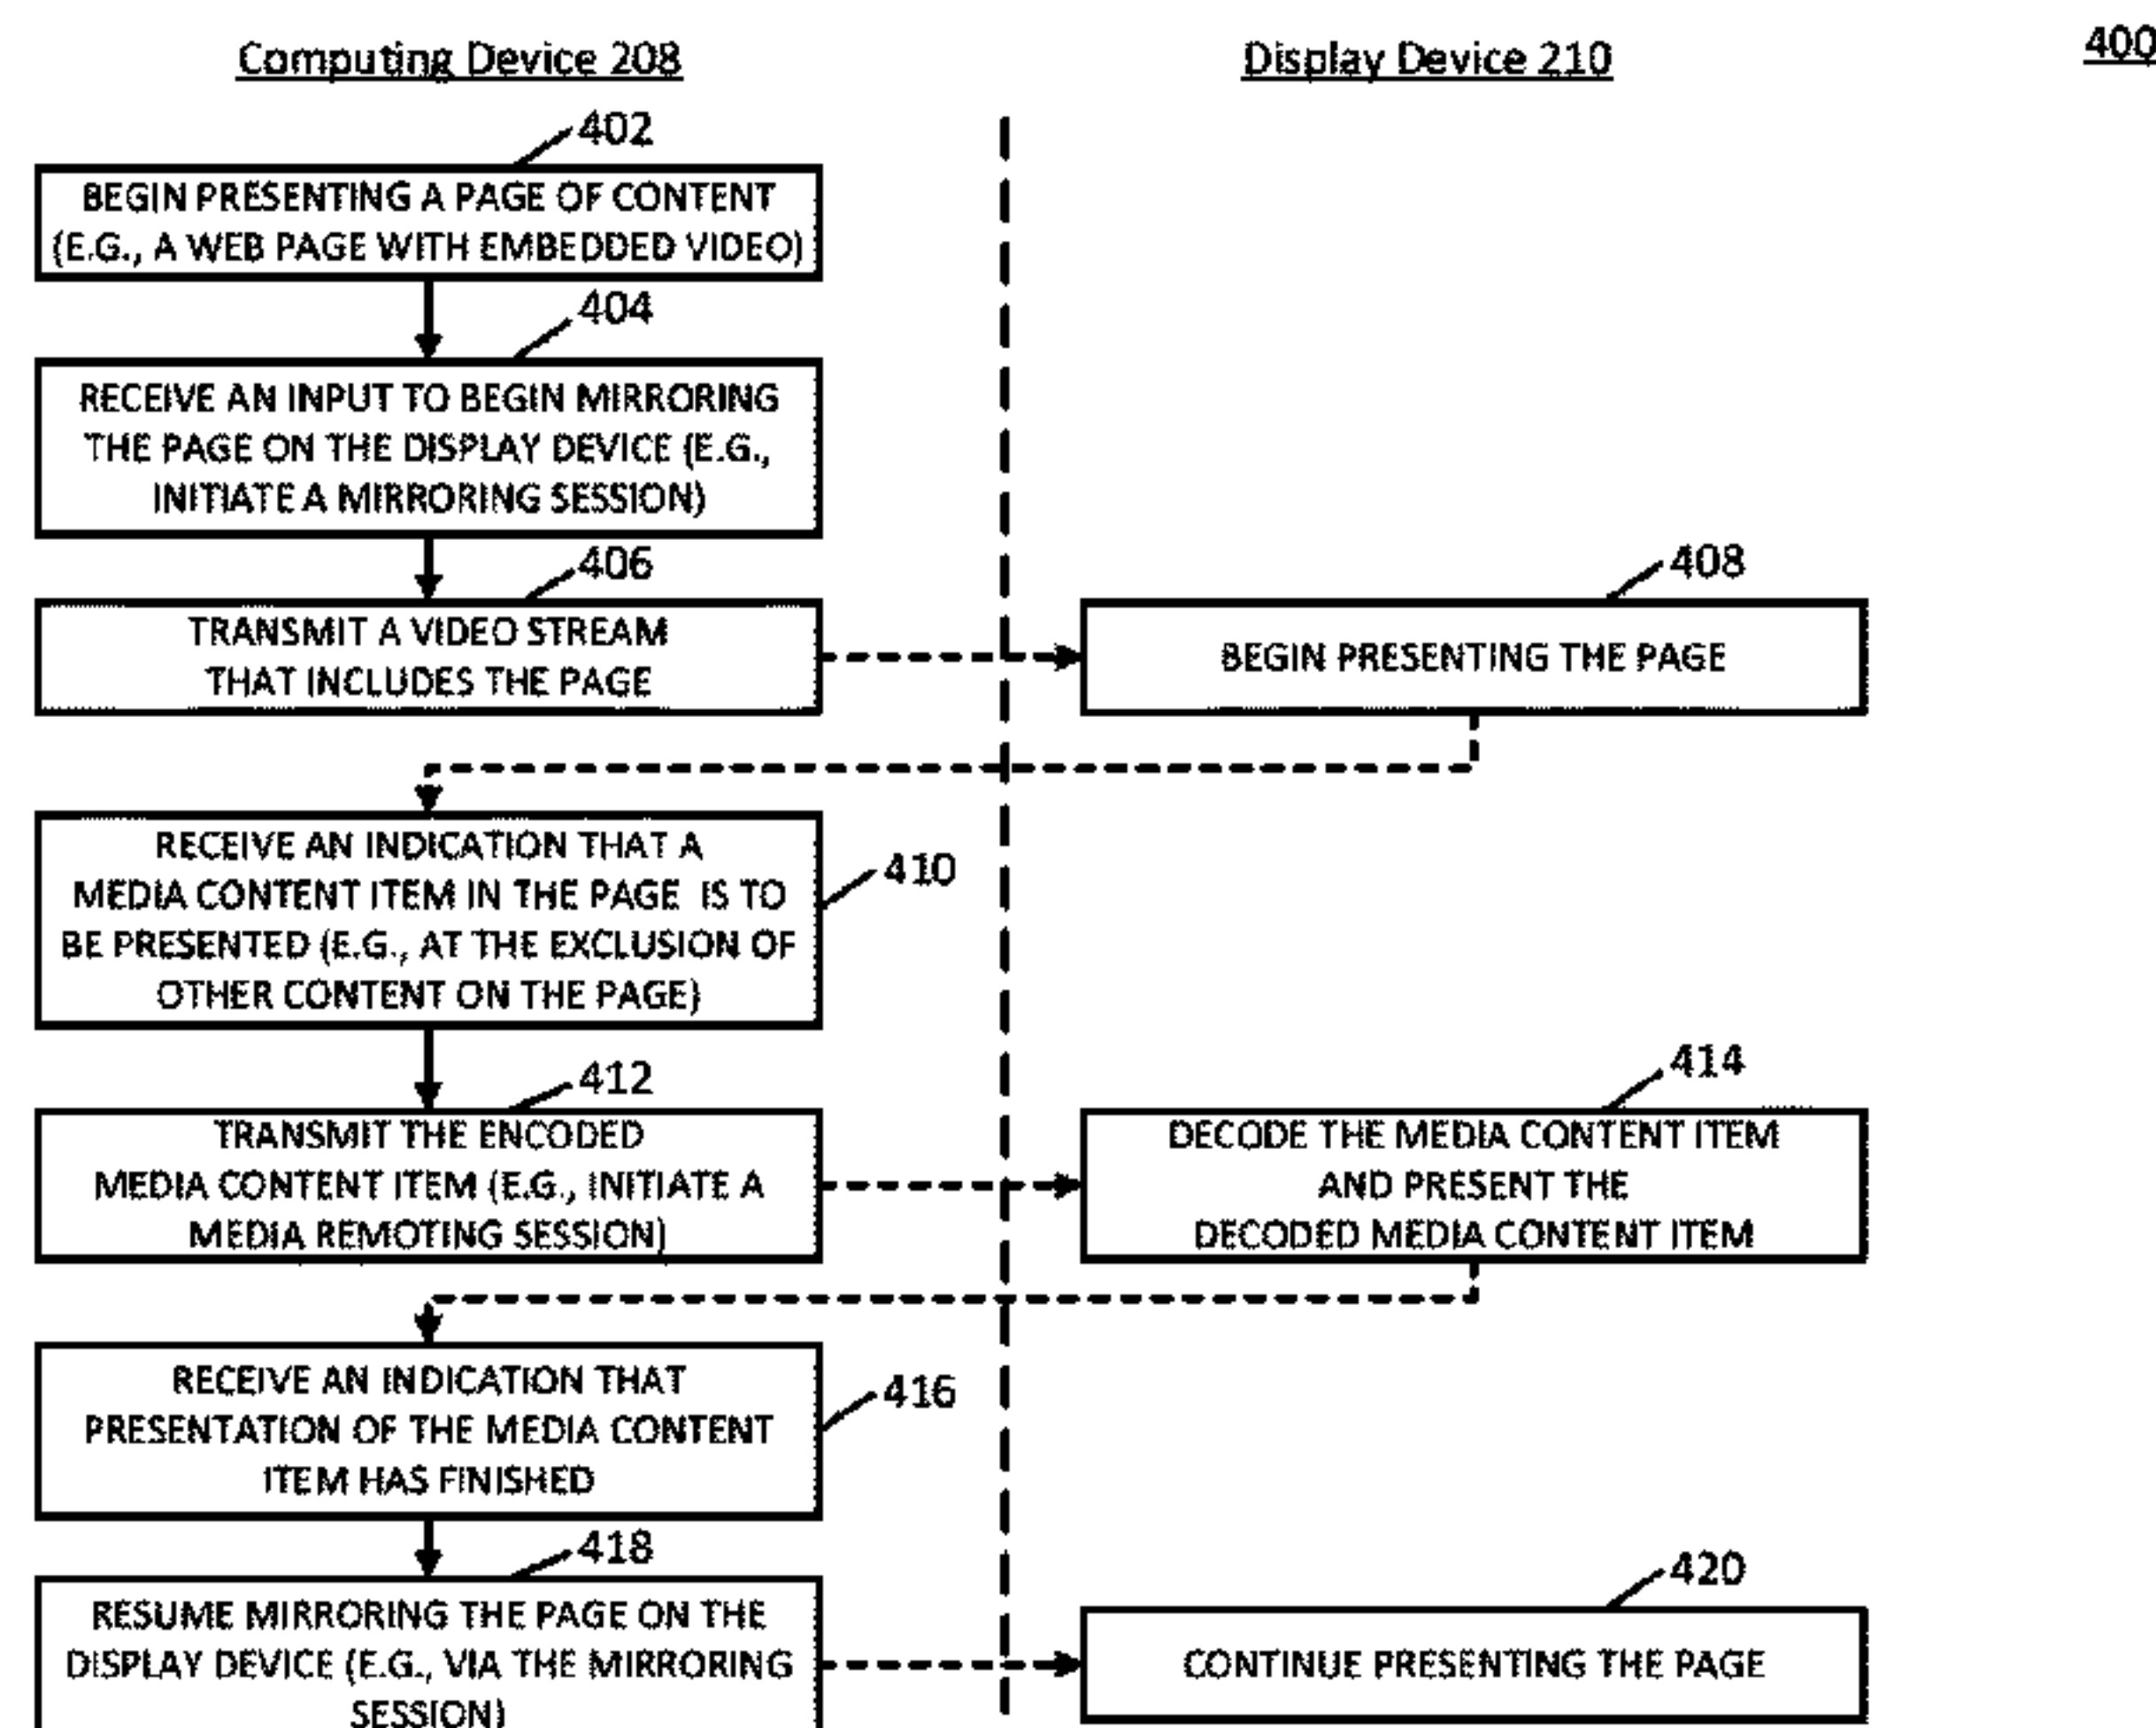 Computing Device 208
Display Device 210
400
402
BEGIN PRESENTING A PAGE OF CONTENT
(E.G., A WEB PAGE WITH EMBEDDED VIDEO)
404
RECEIVE AN INPUT TO BEGIN MIRRORING
THE PAGE ON THE DISPLAY DEVICE (E.G.,
INITIATE A MIRRORING SESSION)
406
TRANSMIT A VIDEO STREAM
THAT INCLUDES THE PAGE
408
BEGIN PRESENTING THE PAGE
410
RECEIVE AN INDICATION THAT A
MEDIA CONTENT ITEM IN THE PAGE IS TO
BE PRESENTED (E.G., AT THE EXCLUSION OF
OTHER CONTENT ON THE PAGE)
412
TRANSMIT THE ENCODED
MEDIA CONTENT ITEM (E.G., INITIATE A
MEDIA REMOTING SESSION)
414
DECODE THE MEDIA CONTENT ITEM
AND PRESENT THE
DECODED MEDIA CONTENT ITEM
416
RECEIVE AN INDICATION THAT
PRESENTATION OF THE MEDIA CONTENT
ITEM HAS FINISHED
418
RESUME MIRRORING THE PAGE ON THE
DISPLAY DEVICE (E.G., VIA THE MIRRORING
SESSION)
420
CONTINUE PRESENTING THE PAGE